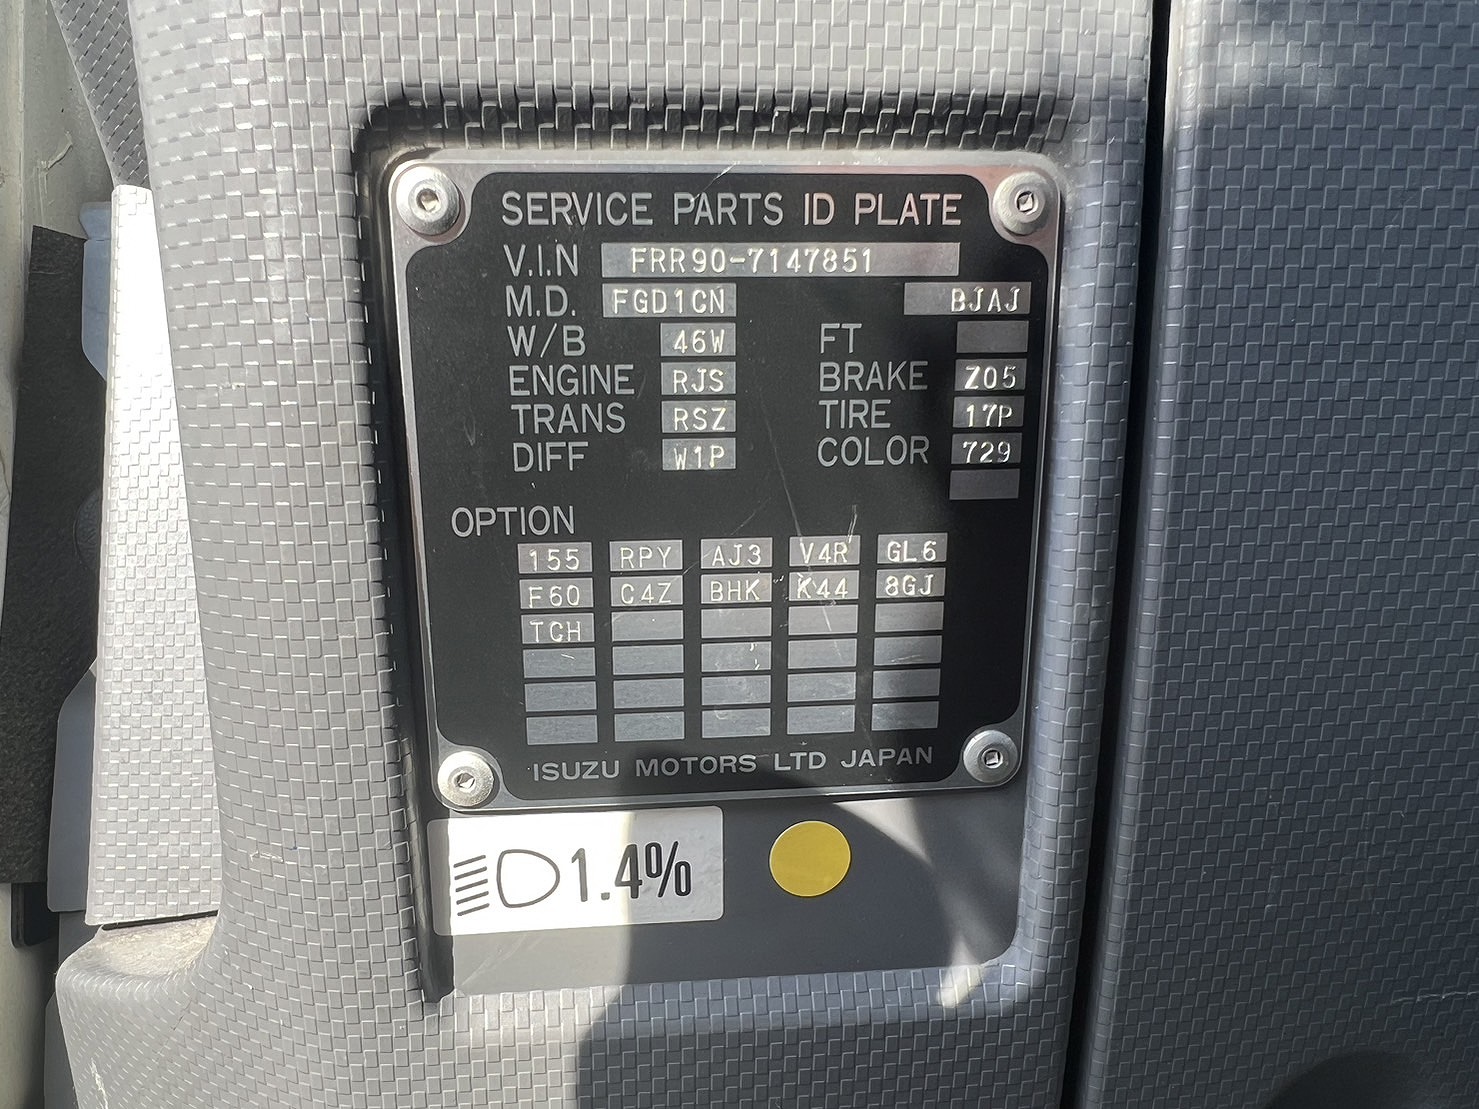 SERVICE PARTS ID PLATE
V.I.N FRR90-7147851
M.D. FGD1CN BJAJ
W/B 46W FT
ENGINE RJS BRAKE Z05
TRANS RSZ TIRE 17P
DIFF W1P COLOR 729
OPTION
155 RPY AJ3 V4R GL6
F60 C4Z BHK K44 8GJ
TCH
ISUZU MOTORS LTD JAPAN
1.4%